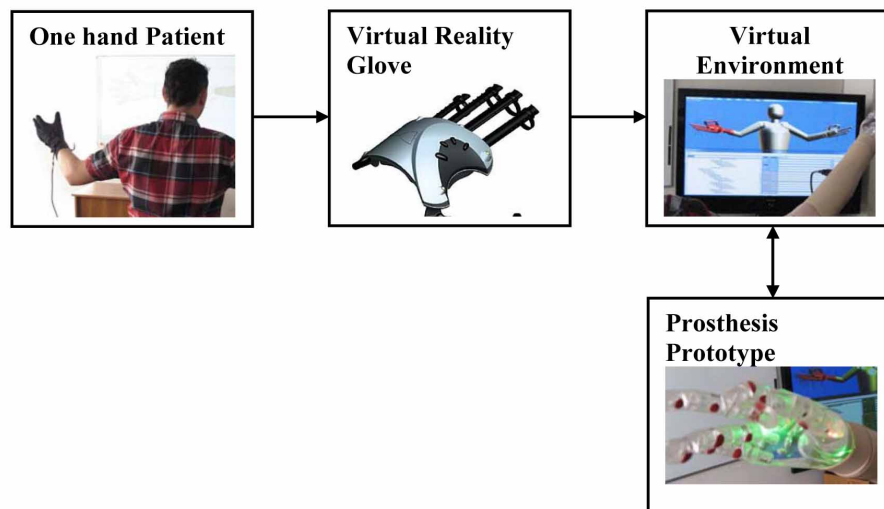 One hand Patient
Virtual Reality
Glove
Virtual
Environment
Prosthesis
Prototype